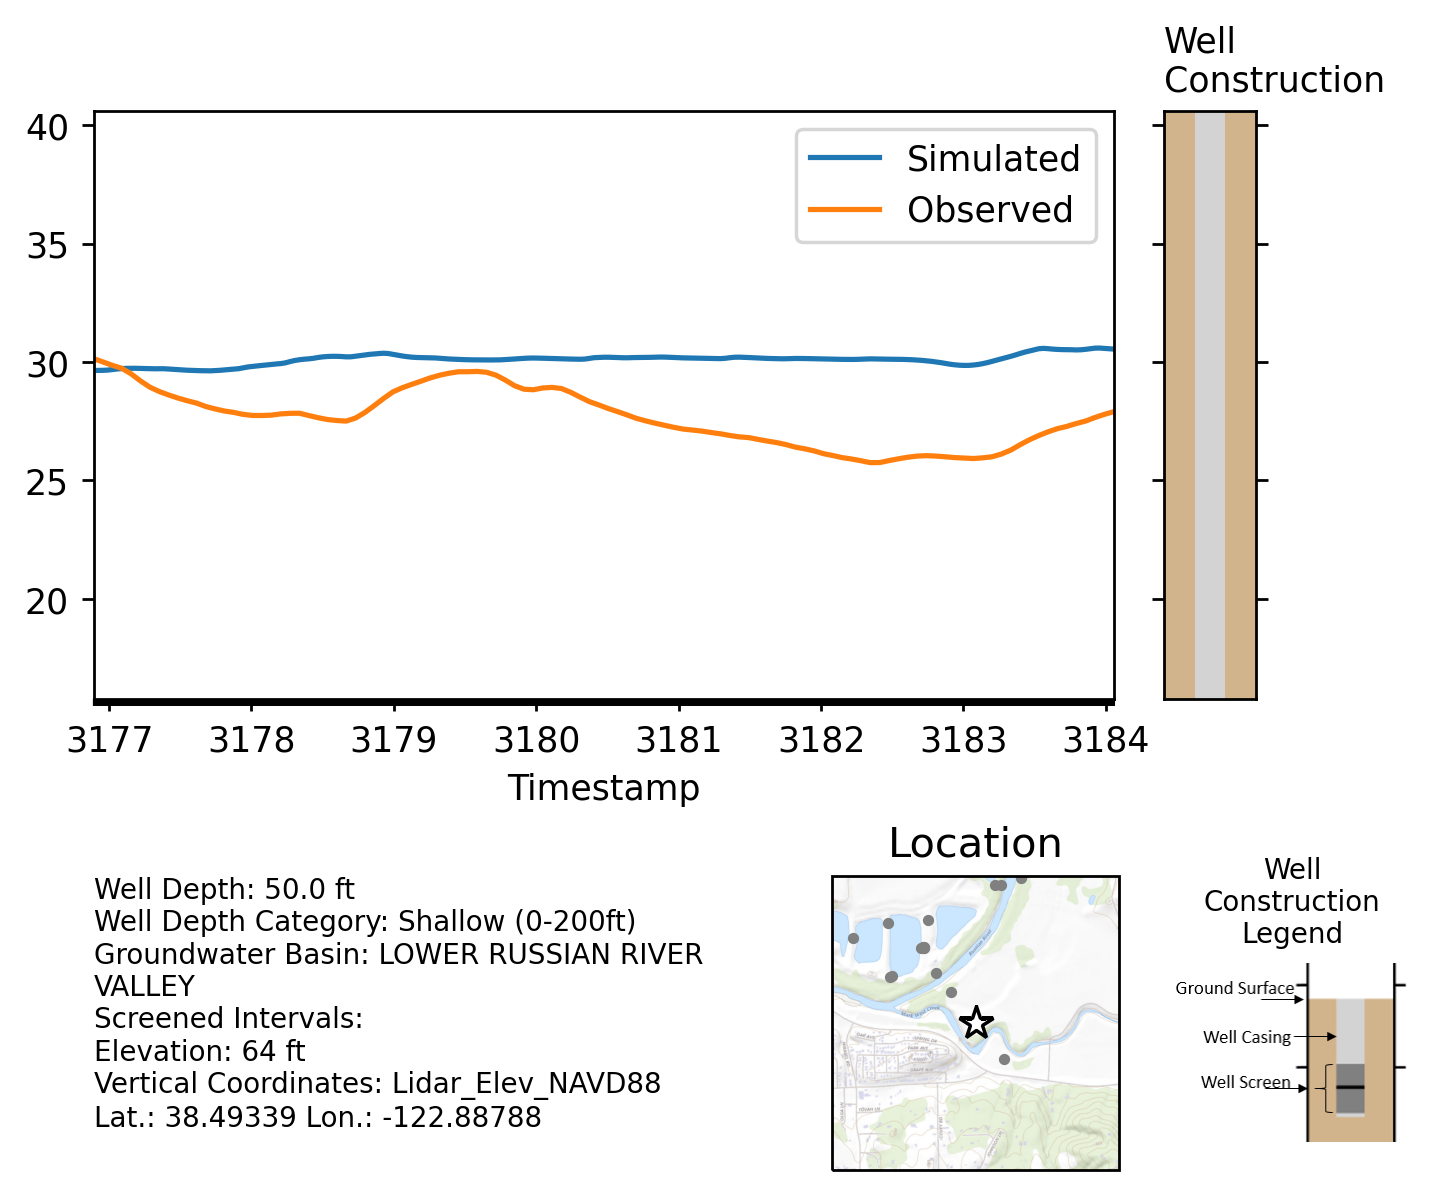 Well
Construction
40
35
30
25
20
Simulated
Observed
3177 3178 3179 3180 3181 3182 3183 3184
Timestamp
Well Depth: 50.0 ft
Well Depth Category: Shallow (0-200ft)
Groundwater Basin: LOWER RUSSIAN RIVER
VALLEY
Screened Intervals:
Elevation: 64 ft
Vertical Coordinates: Lidar_Elev_NAVD88
Lat.: 38.49339 Lon.: -122.88788
Location
Well
Construction
Legend
Ground Surface
Well Casing
Well Screen